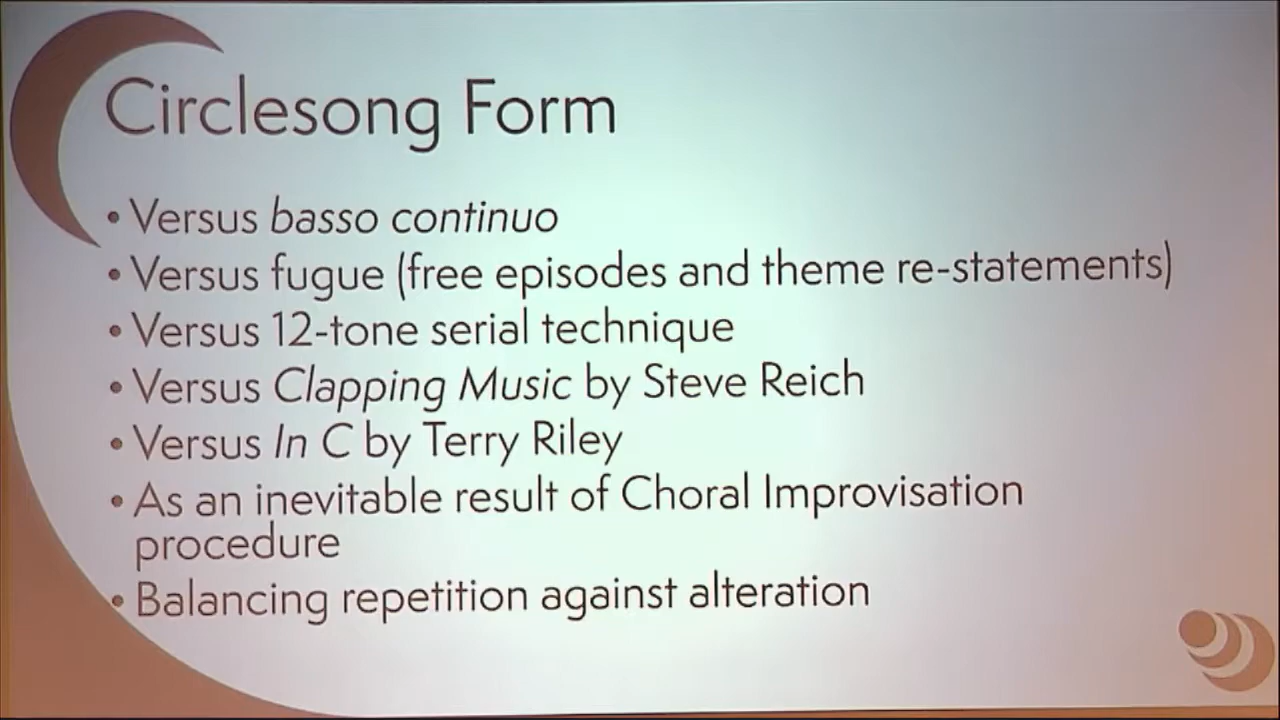 Circlesong Form
• Versus basso continuo
• Versus fugue (free episodes and theme re-statements)
• Versus 12-tone serial technique
• Versus Clapping Music by Steve Reich
• Versus In C by Terry Riley
• As an inevitable result of Choral Improvisation
procedure
• Balancing repetition against alteration